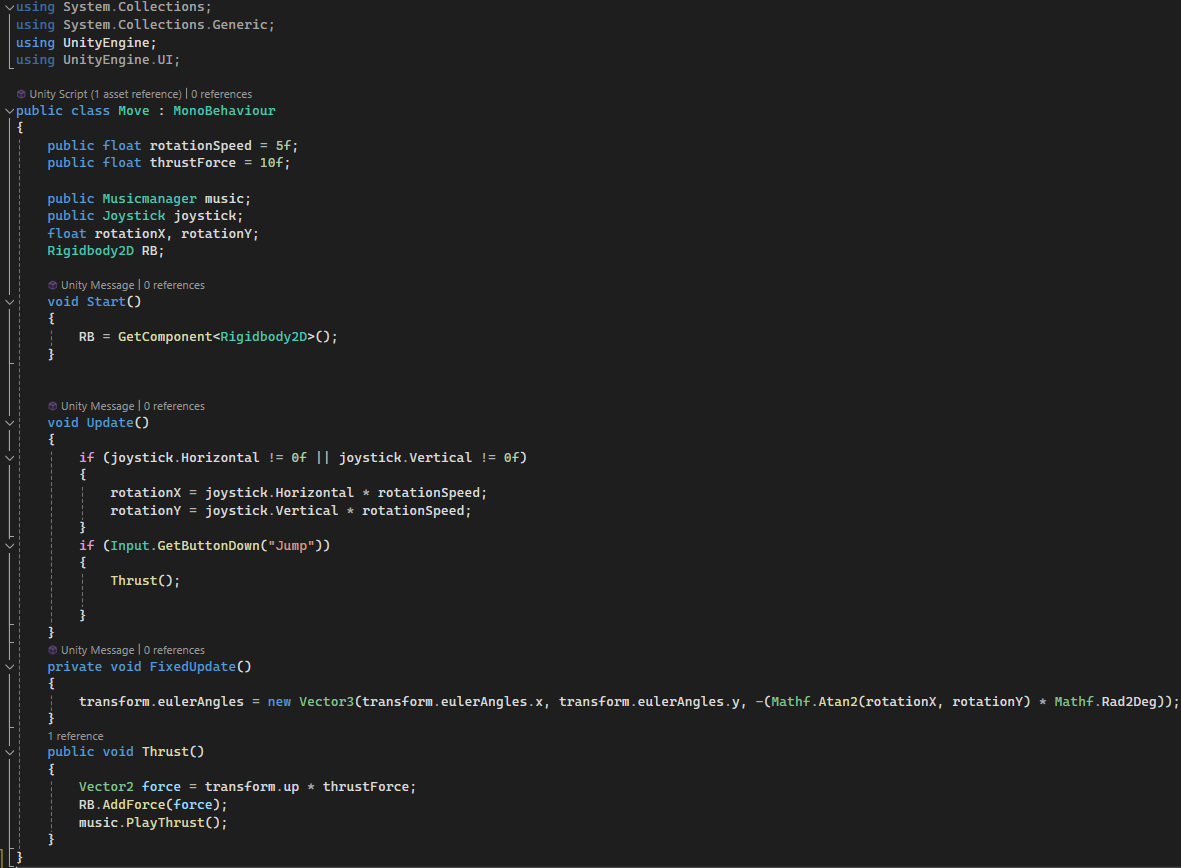 using System.Collections;
using System.Collections.Generic;
using UnityEngine;
using UnityEngine.UI;
Unity Script (1 asset reference) | 0 references
public class Move : MonoBehaviour
{
public float rotationSpeed = 5f;
public float thrustForce = 10f;
public Musicmanager music;
public Joystick joystick;
float rotationX, rotationY;
Rigidbody2D RB;
Unity Message | 0 references
void Start()
{
RB = GetComponent<Rigidbody2D>();
}
Unity Message | 0 references
void Update()
{
if (joystick.Horizontal != 0f || joystick.Vertical != 0f)
{
rotationX = joystick.Horizontal * rotationSpeed;
rotationY = joystick.Vertical * rotationSpeed;
}
if (Input.GetButtonDown("Jump"))
{
Thrust();
}
}
Unity Message | 0 references
private void FixedUpdate()
{
transform.eulerAngles = new Vector3(transform.eulerAngles.x, transform.eulerAngles.y, -(Mathf.Atan2(rotationX, rotationY) * Mathf.Rad2Deg));
}
1 reference
public void Thrust()
{
Vector2 force = transform.up * thrustForce;
RB.AddForce(force);
music.PlayThrust();
}
}